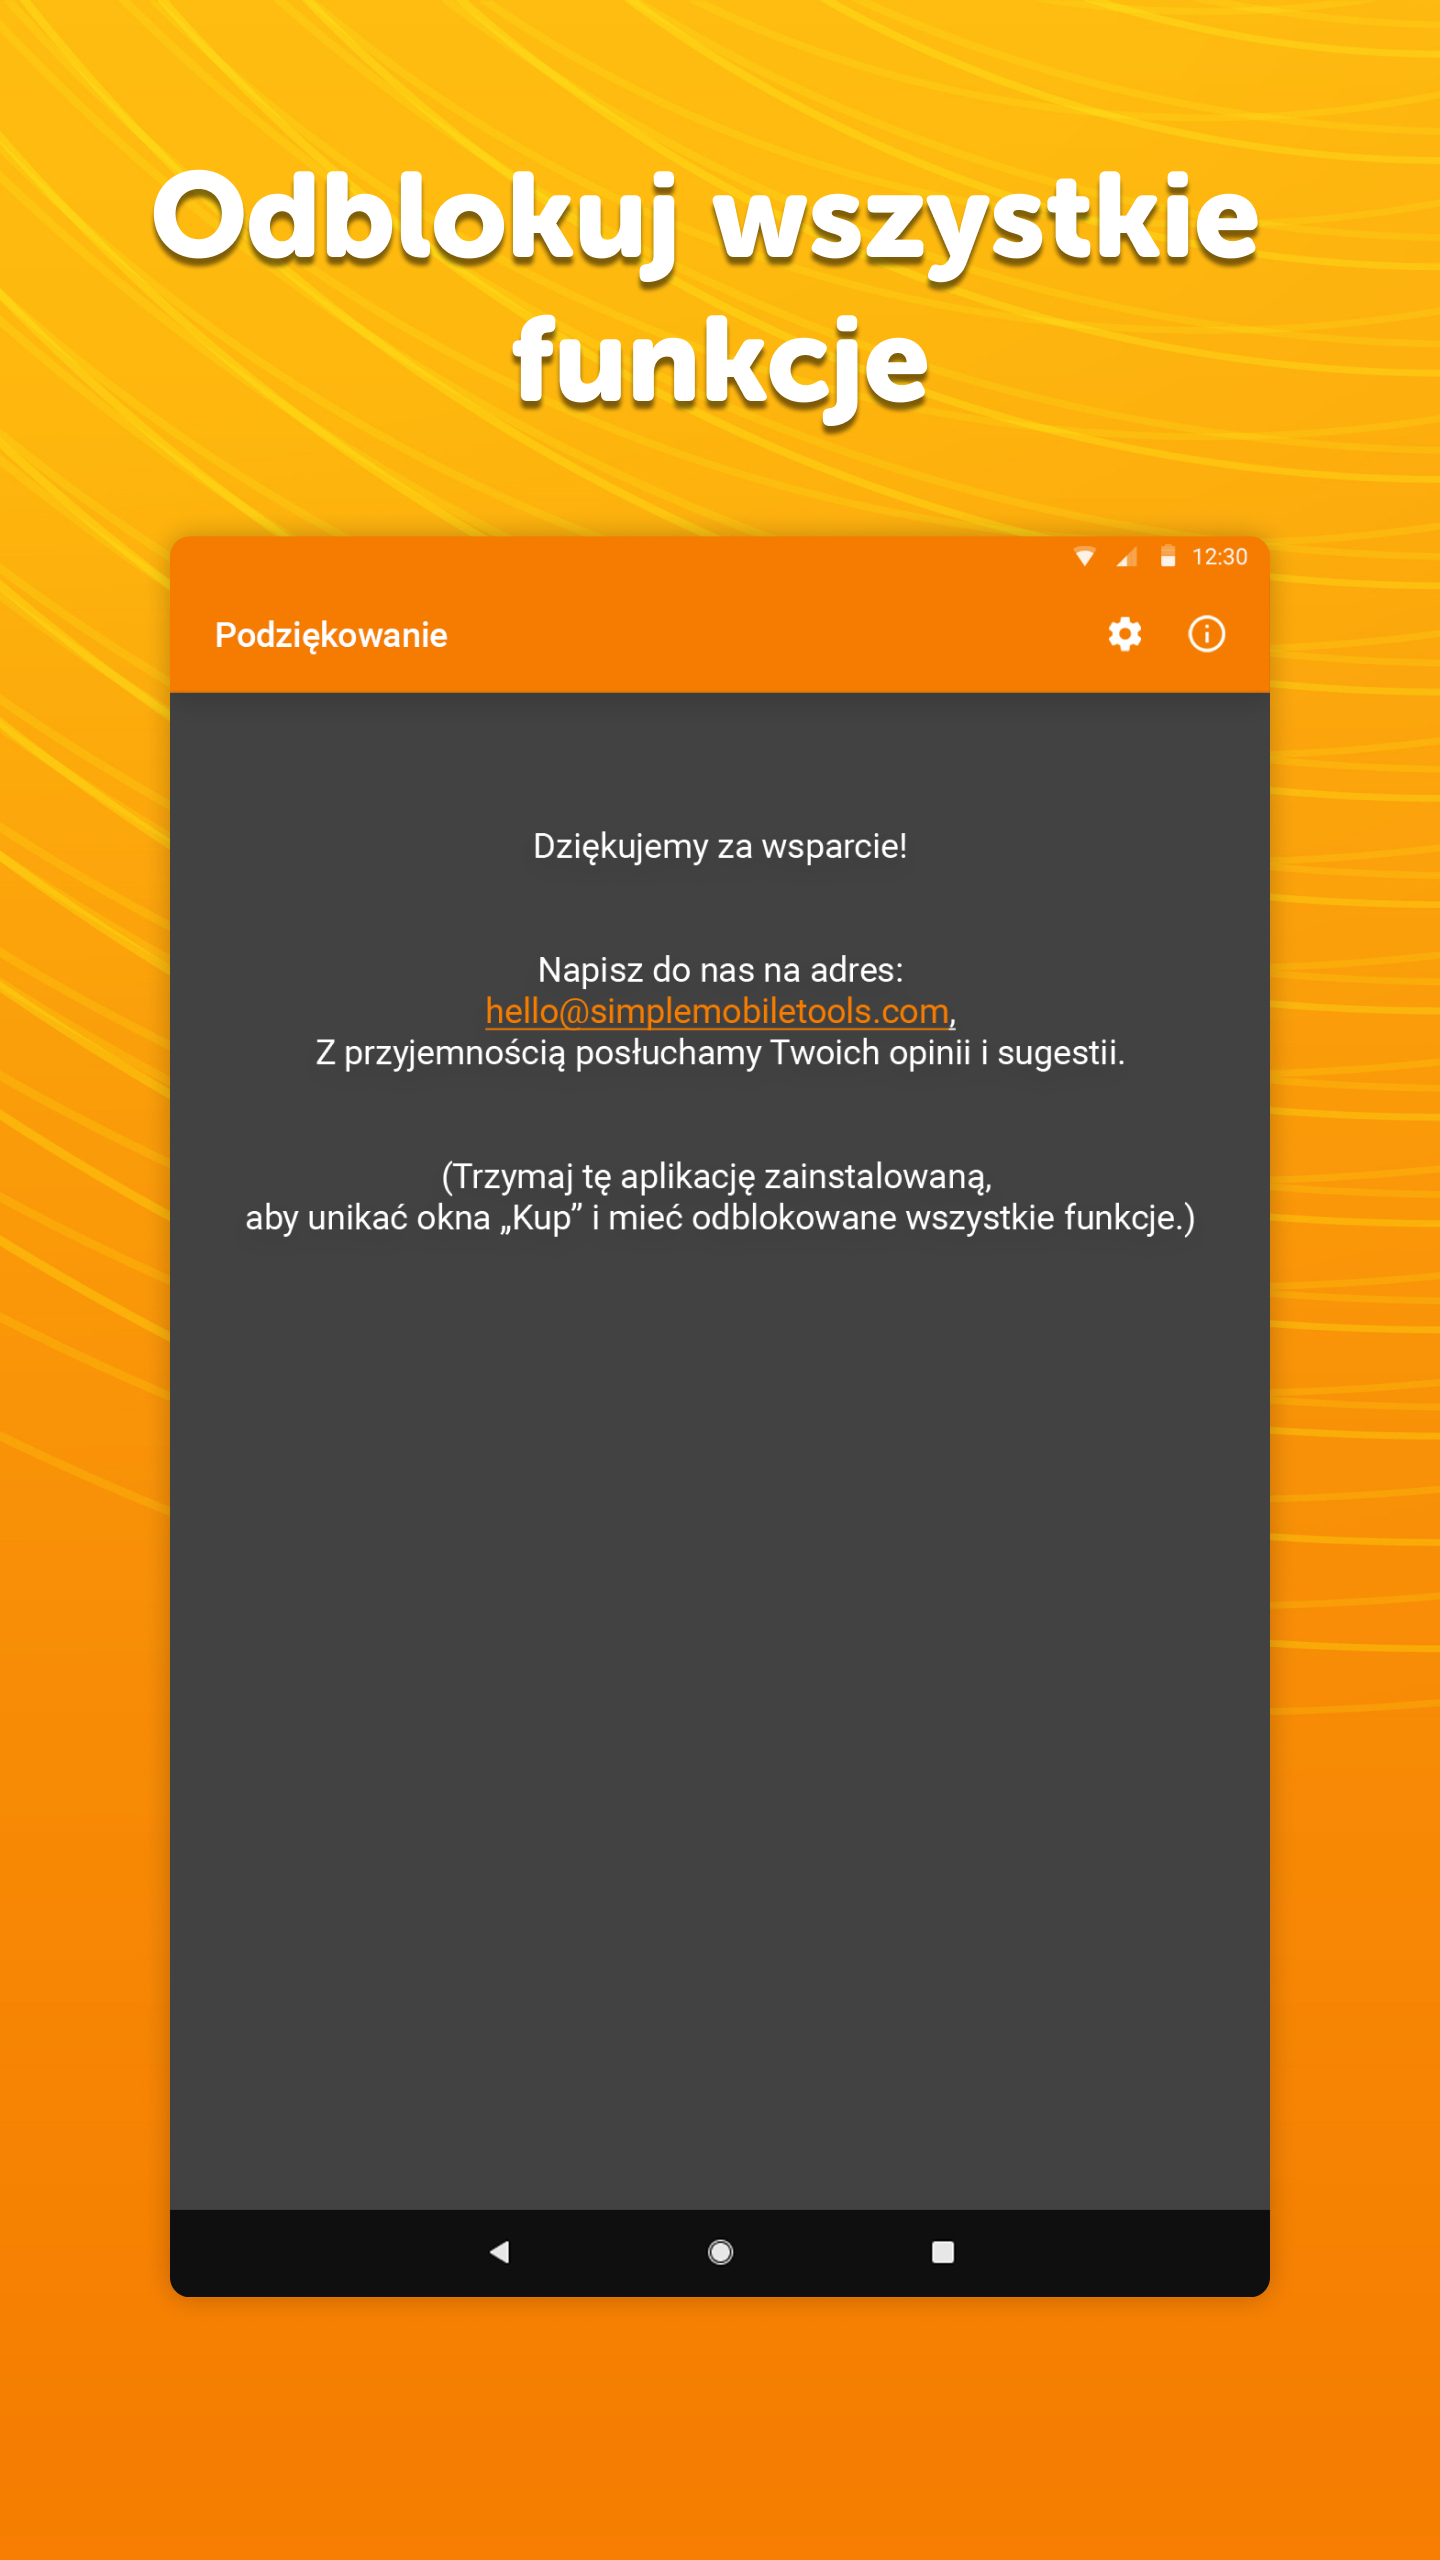 Odblokuj wszystkie
funkcje
12:30
Podziękowanie
Dziękujemy za wsparcie!
Napisz do nas na adres:
hello@simplemobiletools.com,
Z przyjemnością posłuchamy Twoich opinii i sugestii.
(Trzymaj tę aplikację zainstalowaną,
aby unikać okna „Kup” i mieć odblokowane wszystkie funkcje.)